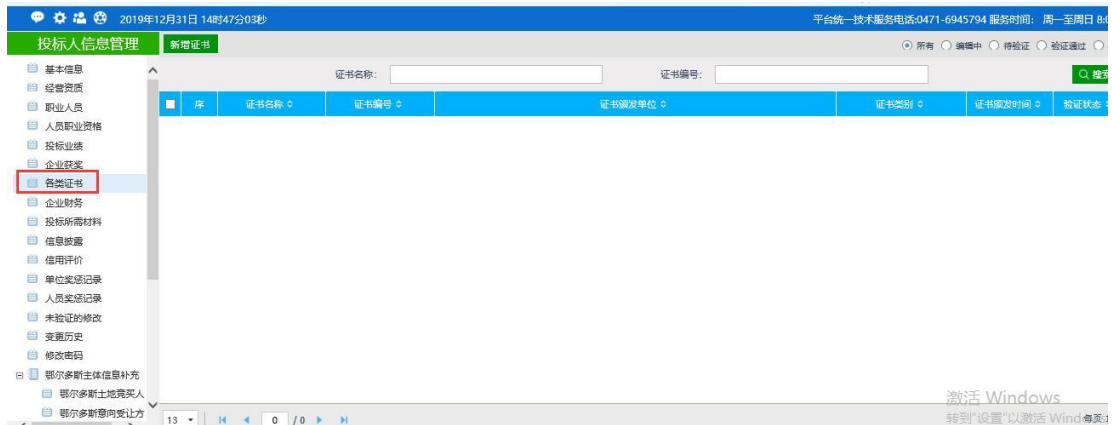 2019年12月31日 14时47分03秒
平台统一技术服务电话:0471-6945794 服务时间: 周一至周日 8:0
投标人信息管理
新增证书
所有 编辑中 待验证 验证通过
证书名称:
证书编号:
搜索
序 证书名称 证书编号 证书颁发单位 证书类别 证书颁发时间 验证状态
基本信息
经营资质
职业人员
人员职业资格
投标业绩
企业获奖
各类证书
企业财务
投标所需材料
信息披露
信用评价
单位奖惩记录
人员奖惩记录
未验证的修改
变更历史
修改密码
鄂尔多斯主体信息补充
鄂尔多斯土地竞买人
鄂尔多斯意向受让方
13
0 / 0
激活 Windows
转到"设置"以激活 Wind
每页